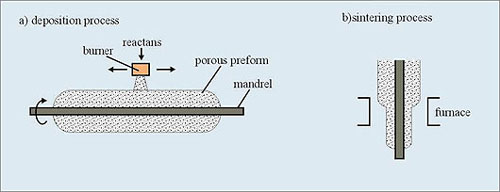 a) deposition process
b)sintering process
reactans
burner
porous preform
mandrel
furnace